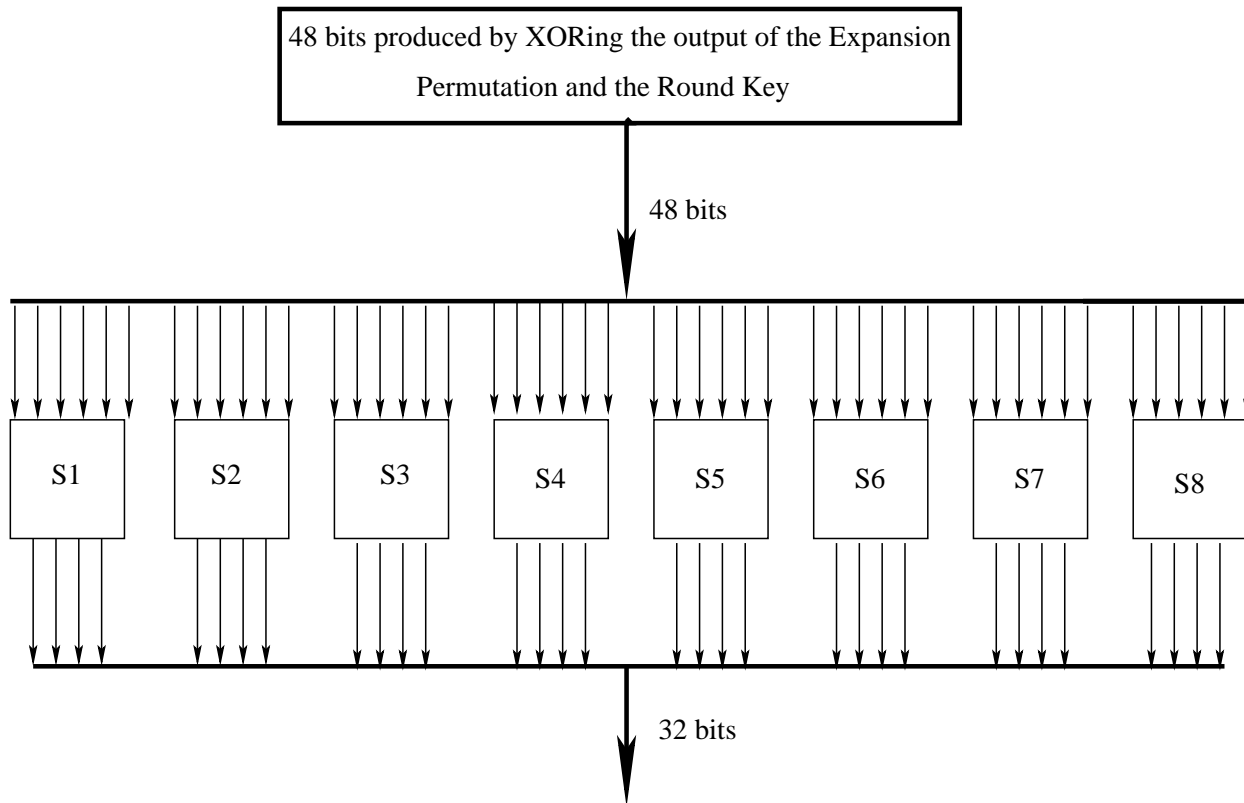 48 bits produced by XORing the output of the Expansion
Permutation and the Round Key
48 bits
S1
S2
S3
S4
S5
S6
S7
S8
32 bits